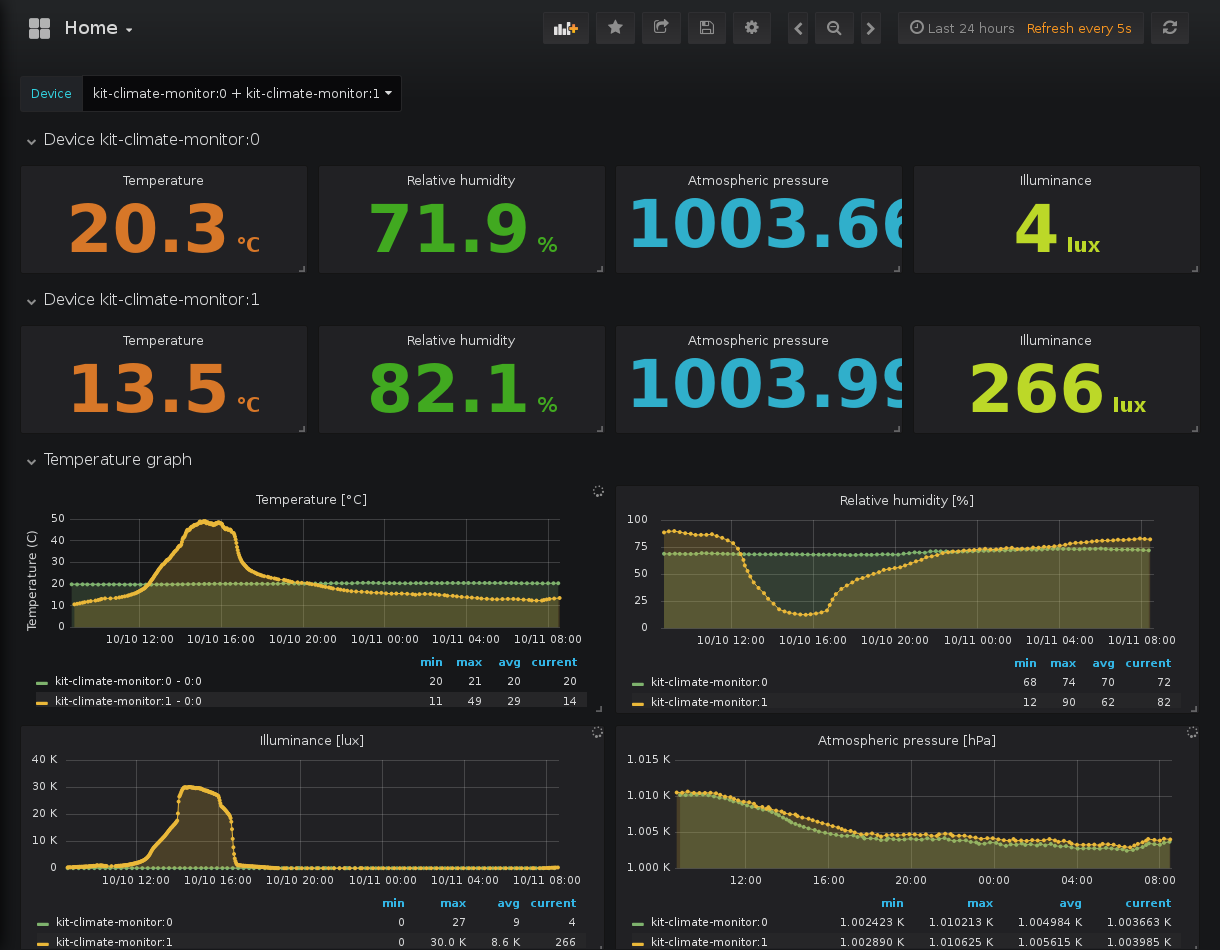 Home
Last 24 hours Refresh every 5s
Device kit-climate-monitor:0 + kit-climate-monitor:1
Device kit-climate-monitor:0
Temperature Relative humidity Atmospheric pressure Illuminance
20.3 °C 71.9 % 1003.66 4 lux
Device kit-climate-monitor:1
Temperature Relative humidity Atmospheric pressure Illuminance
13.5 °C 82.1 % 1003.99 266 lux
Temperature graph
Temperature [°C]
Temperature (C)
50
40
30
20
10
0
10/10 12:00 10/10 16:00 10/10 20:00 10/11 00:00 10/11 04:00 10/11 08:00
min max avg current
kit-climate-monitor:0 - 0:0 20 21 20 20
kit-climate-monitor:1 - 0:0 11 49 29 14
Relative humidity [%]
100
75
50
25
0
10/10 12:00 10/10 16:00 10/10 20:00 10/11 00:00 10/11 04:00 10/11 08:00
min max avg current
kit-climate-monitor:0 68 74 70 72
kit-climate-monitor:1 12 90 62 82
Illuminance [lux]
40 K
30 K
20 K
10 K
0
10/10 12:00 10/10 16:00 10/10 20:00 10/11 00:00 10/11 04:00 10/11 08:00
min max avg current
kit-climate-monitor:0 0 27 9 4
kit-climate-monitor:1 0 30.0 K 8.6 K 266
Atmospheric pressure [hPa]
1.015 K
1.010 K
1.005 K
1.000 K
12:00 16:00 20:00 00:00 04:00 08:00
min max avg current
kit-climate-monitor:0 1.002423 K 1.010213 K 1.004984 K 1.003663 K
kit-climate-monitor:1 1.002890 K 1.010625 K 1.005615 K 1.003985 K